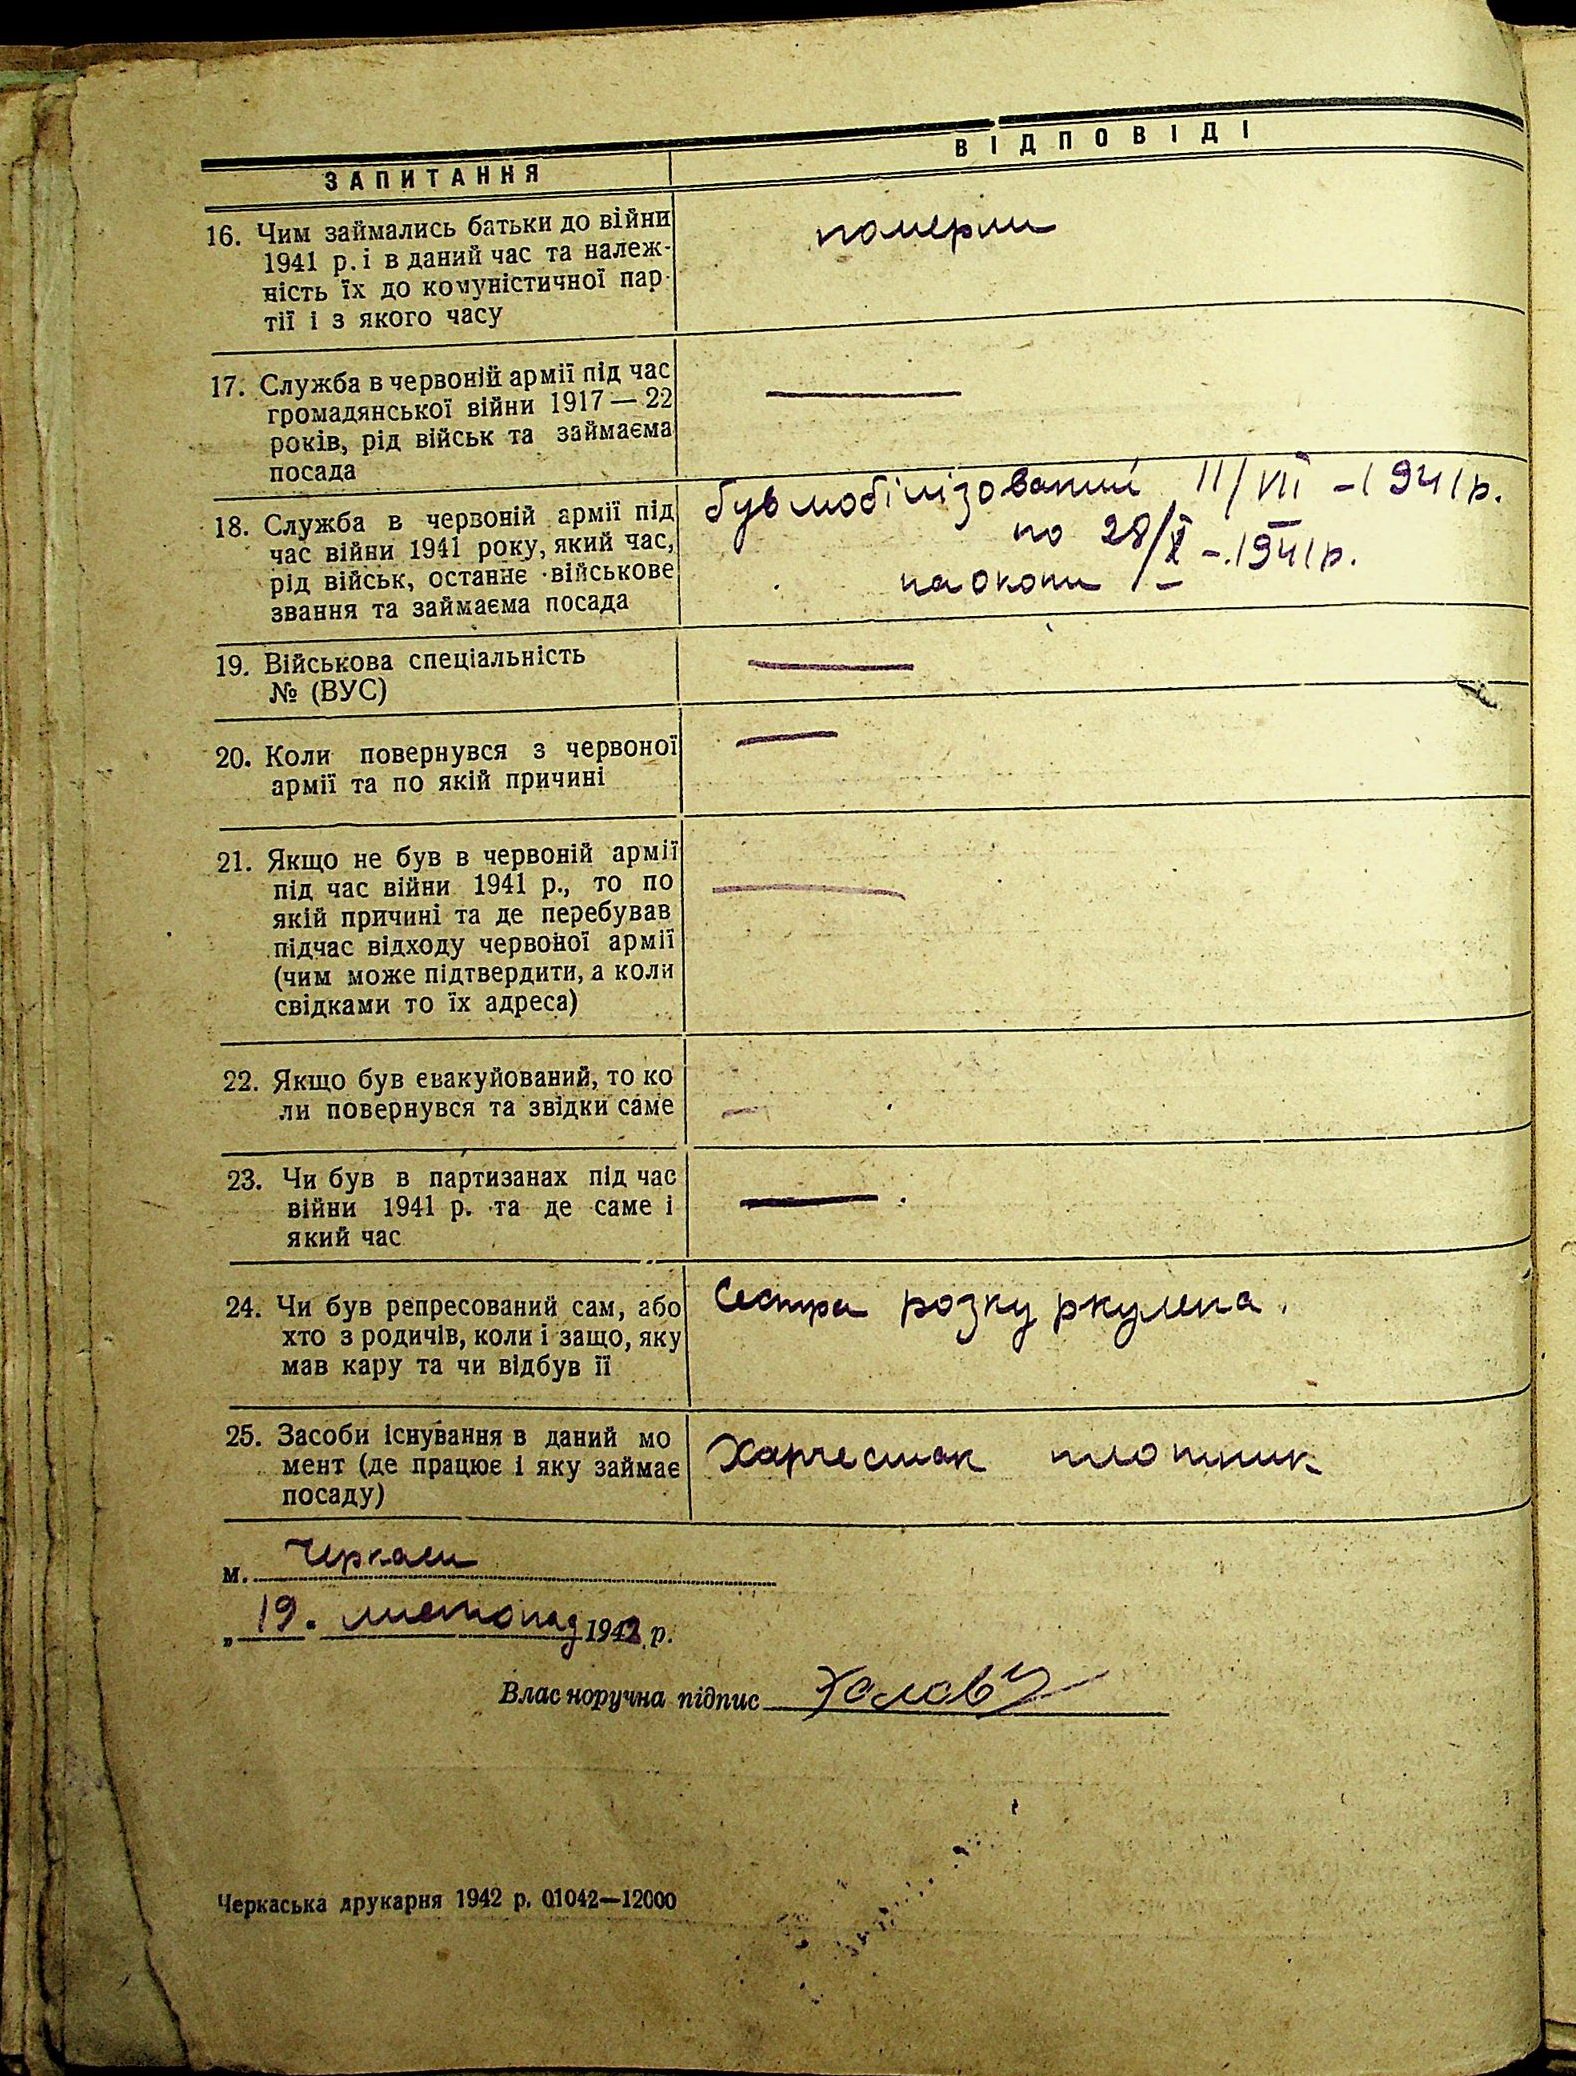 ЗАПИТАННЯ
ВІДПОВІДІ
16. Чим займались батьки до війни
1941 р. і в даний час та належ-
ність їх до комуністичної пар-
тії і з якого часу
померли
17. Служба в червоній армії під час
громадянської війни 1917—22
років, рід військ та займаєма
посада
18. Служба в червоній армії під
час війни 1941 року, який час,
рід військ, останнє військове
звання та займаєма посада
був мобілізований 11/VII - 1941 р.
по 28/X - 1941 р.
на окопи
19. Військова спеціальність
№ (ВУС)
20. Коли повернувся з червоної
армії та по якій причині
21. Якщо не був в червоній армії
під час війни 1941 р., то по
якій причині та де перебував
підчас відходу червоної армії
(чим може підтвердити, а коли
свідками то їх адреса)
22. Якщо був евакуйований, то ко
ли повернувся та звідки саме
23. Чи був в партизанах під час
війни 1941 р. та де саме і
який час
24. Чи був репресований сам, або
хто з родичів, коли і защо, яку
мав кару та чи відбув її
Сестра розкуркулена.
25. Засоби існування в даний мо
мент (де працює і яку займає
посаду)
Харчесмак плотник
м. Черкаси
„ 19. листопад 1942 р.
Власноручна підпис
Черкаська друкарня 1942 р. 01042—12000